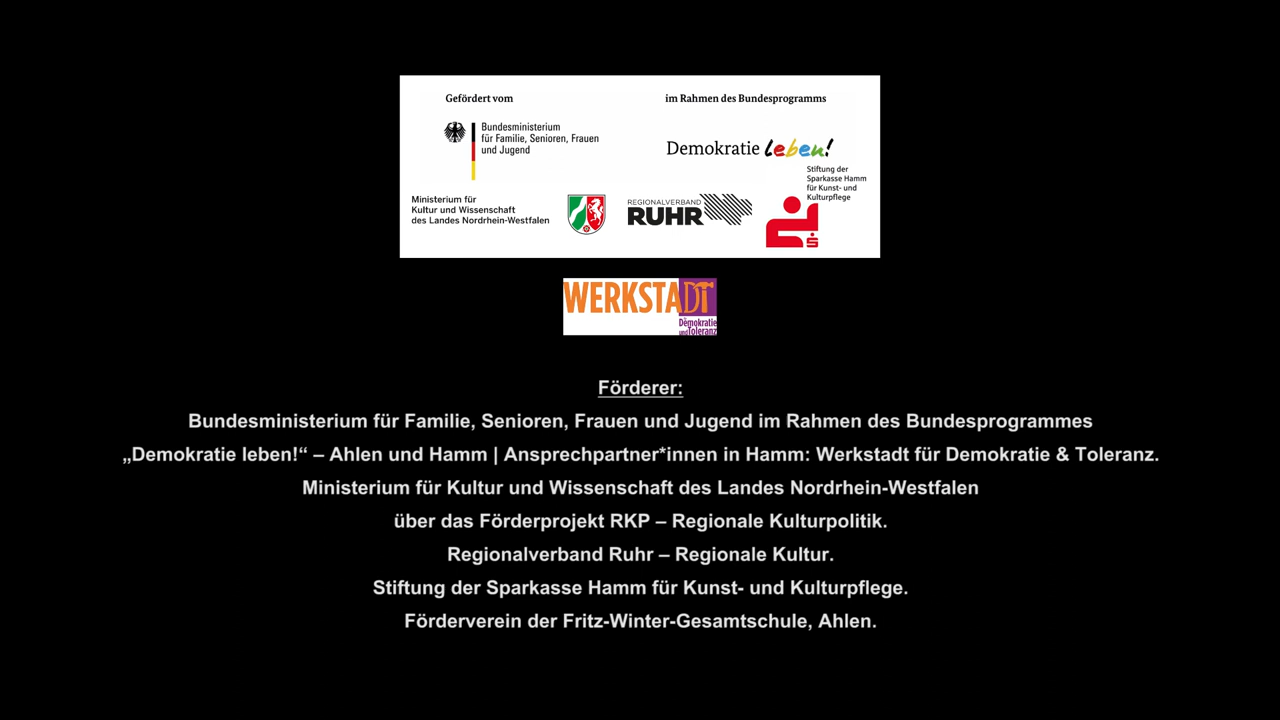 Gefördert vom
im Rahmen des Bundesprogramms
Bundesministerium
für Familie, Senioren, Frauen
und Jugend
Demokratie leben!
Stiftung der
Sparkasse Hamm
für Kunst- und
Kulturpflege
Ministerium für
Kultur und Wissenschaft
des Landes Nordrhein-Westfalen
REGIONALVERBAND
RUHR
S
WERKSTADT
Demokratie
und Toleranz
Förderer:
Bundesministerium für Familie, Senioren, Frauen und Jugend im Rahmen des Bundesprogrammes
„Demokratie leben!“ – Ahlen und Hamm | Ansprechpartner*innen in Hamm: Werkstadt für Demokratie & Toleranz.
Ministerium für Kultur und Wissenschaft des Landes Nordrhein-Westfalen
über das Förderprojekt RKP – Regionale Kulturpolitik.
Regionalverband Ruhr – Regionale Kultur.
Stiftung der Sparkasse Hamm für Kunst- und Kulturpflege.
Förderverein der Fritz-Winter-Gesamtschule, Ahlen.